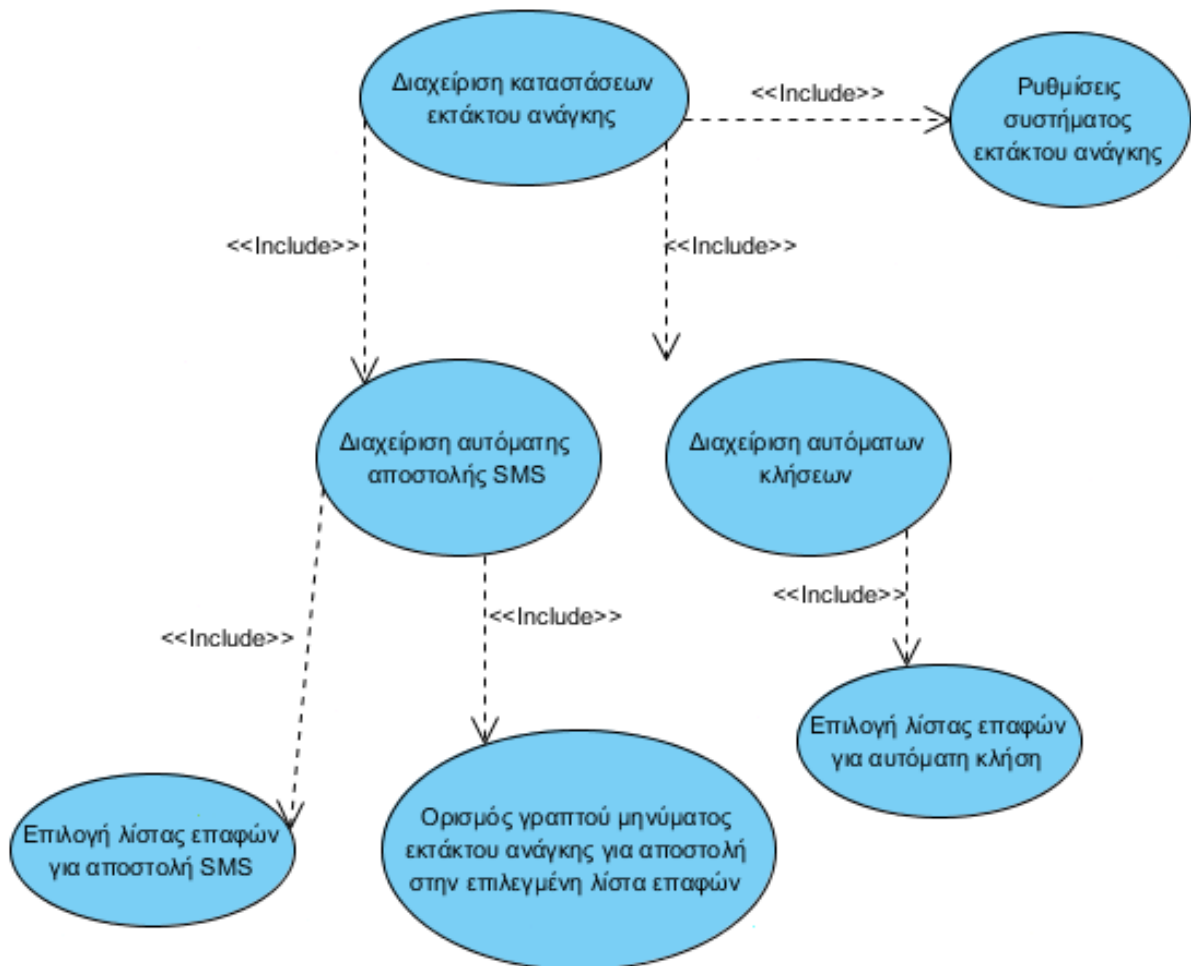 Διαχείριση καταστάσεων
εκτάκτου ανάγκης
<<Include>>
Ρυθμίσεις
συστήματος
εκτάκτου ανάγκης
<<Include>>
<<Include>>
Διαχείριση αυτόματης
αποστολής SMS
Διαχείριση αυτόματων
κλήσεων
<<Include>>
<<Include>>
<<Include>>
Επιλογή λίστας επαφών
για αυτόματη κλήση
Επιλογή λίστας επαφών
για αποστολή SMS
Ορισμός γραπτού μηνύματος
εκτάκτου ανάγκης για αποστολή
στην επιλεγμένη λίστα επαφών